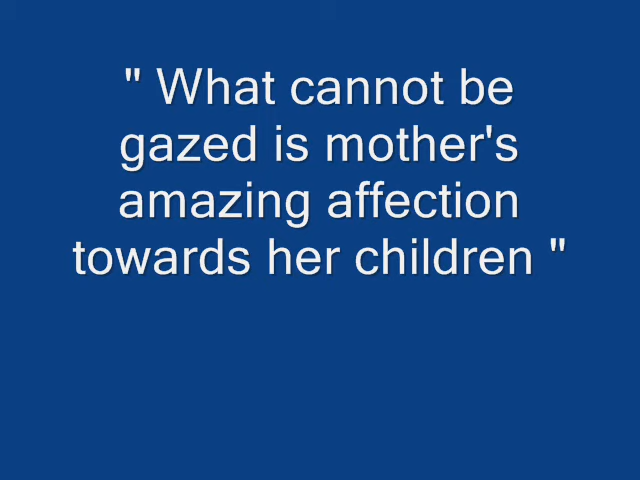 " What cannot be
gazed is mother's
amazing affection
towards her children "